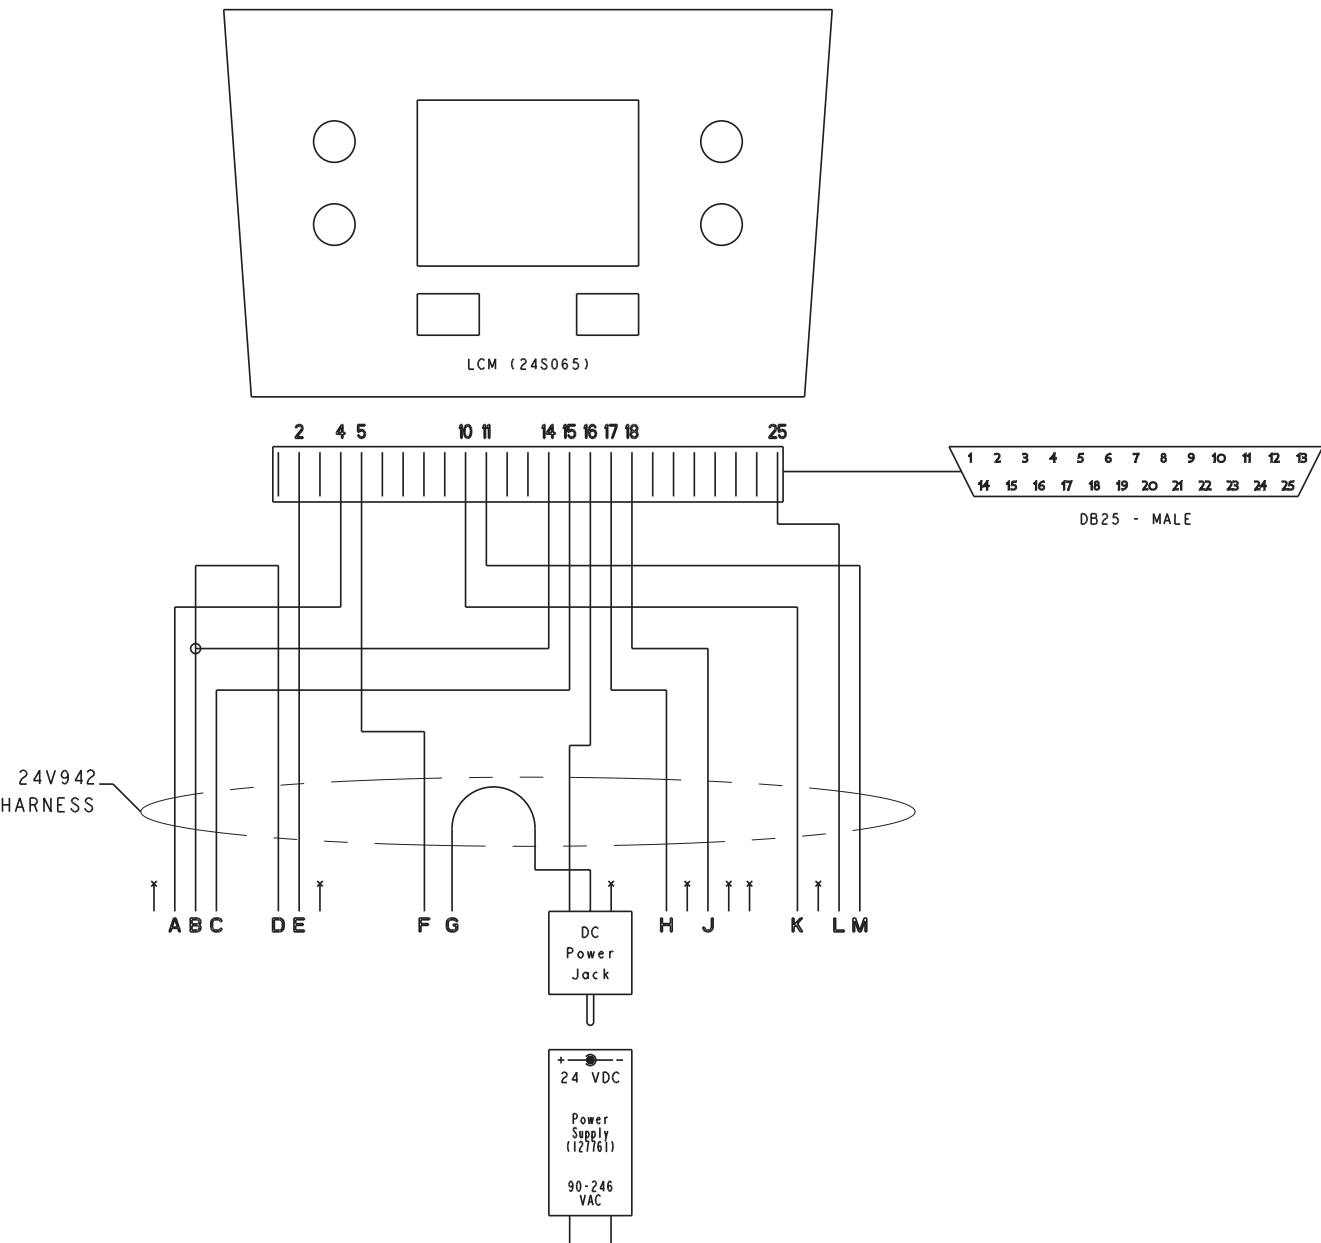 LCM (24S065)
2 4 5 10 11 14 15 16 17 18 25
1 2 3 4 5 6 7 8 9 10 11 12 13
14 15 16 17 18 19 20 21 22 23 24 25
DB25 - MALE
24V942
HARNESS
x x x x x x x
A B C D E F G H J K L M
DC
Power
Jack
+ -
24 VDC
Power
Supply
(127761)
90-246
VAC